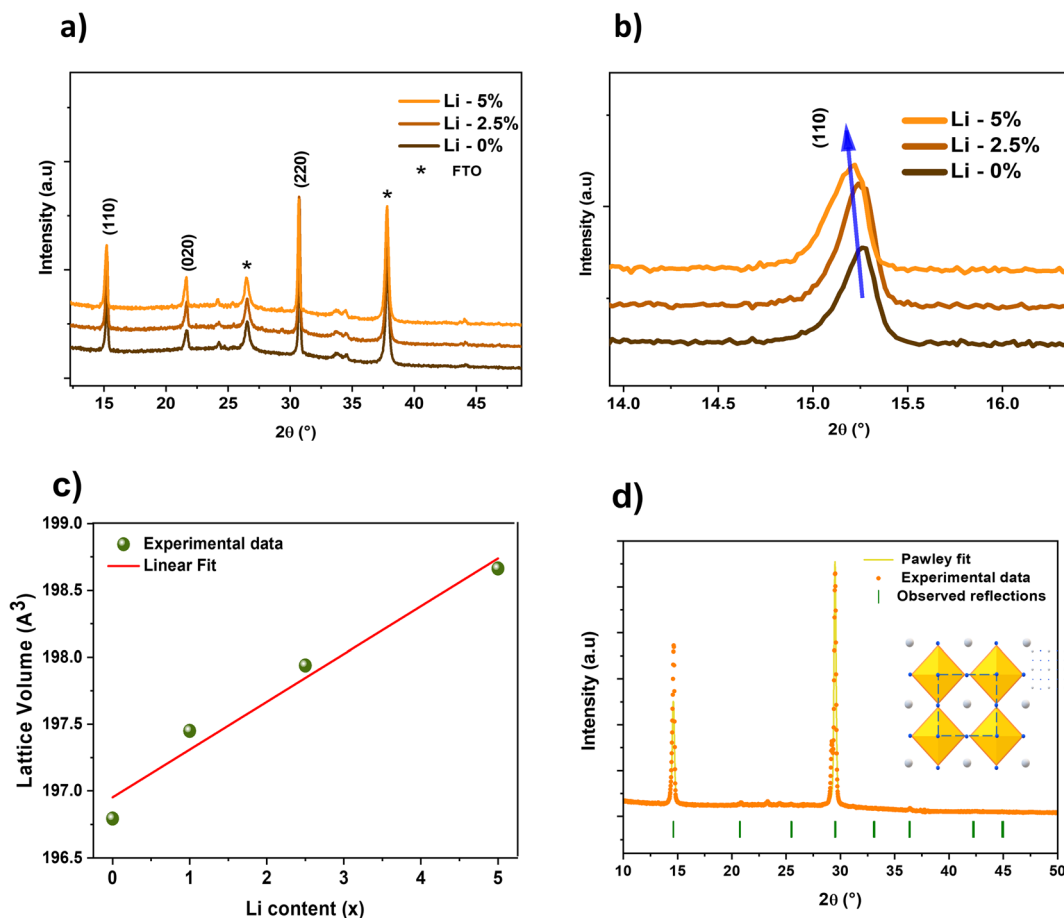 a)
Intensity (a.u)
Li - 5%
Li - 2.5%
Li - 0%
* FTO
(110)
(020)
*
(220)
*
15 20 25 30 35 40 45
2θ (°)
b)
Intensity (a.u)
(110)
Li - 5%
Li - 2.5%
Li - 0%
14.0 14.5 15.0 15.5 16.0
2θ (°)
c)
Lattice Volume (A³)
199.0
198.5
198.0
197.5
197.0
196.5
Experimental data
Linear Fit
0 1 2 3 4 5
Li content (x)
d)
Intensity (a.u)
Pawley fit
Experimental data
Observed reflections
10 15 20 25 30 35 40 45 50
2θ (°)